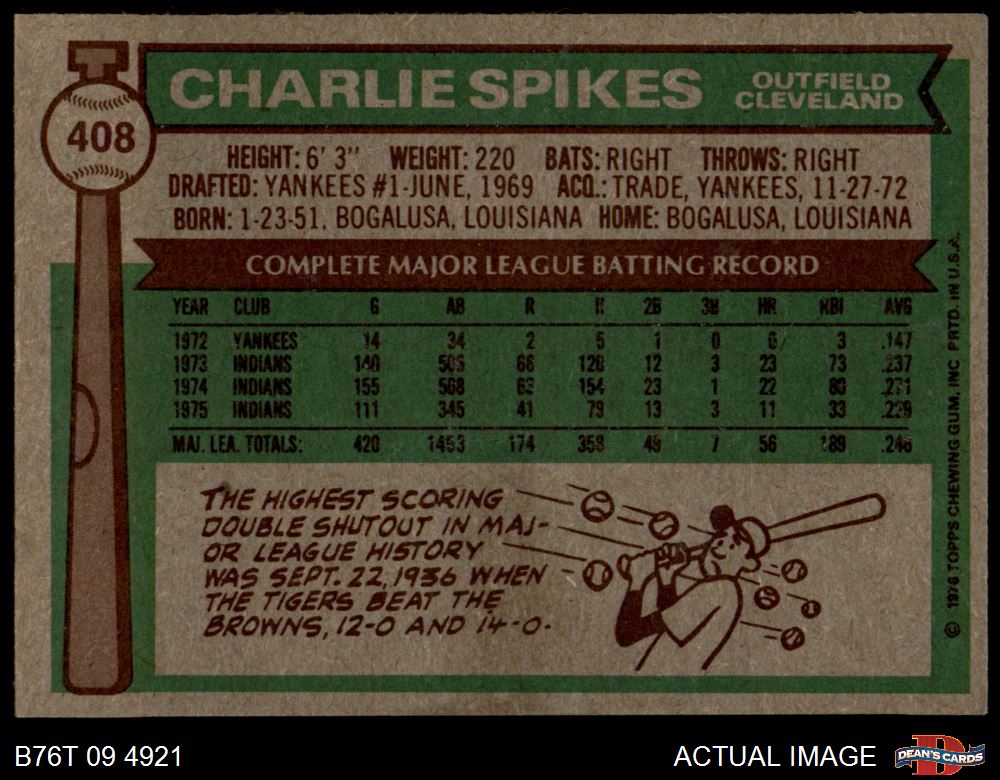 T
408
CHARLIE SPIKES
OUTFIELD
CLEVELAND
HEIGHT: 6' 3" WEIGHT: 220 BATS: RIGHT THROWS: RIGHT
DRAFTED: YANKEES #1-JUNE, 1969 ACQ.: TRADE, YANKEES, 11-27-72
BORN: 1-23-51, BOGALUSA, LOUISIANA HOME: BOGALUSA, LOUISIANA
COMPLETE MAJOR LEAGUE BATTING RECORD
YEAR CLUB G AB R H 2B 3B HR RBI AVG
1972 YANKEES 14 34 2 5 1 0 0 3 .147
1973 INDIANS 140 506 68 120 12 3 23 73 .237
1974 INDIANS 155 568 63 154 23 1 22 80 .271
1975 INDIANS 111 345 41 79 13 3 11 33 .229
MAJ. LEA. TOTALS: 420 1453 174 358 49 7 56 189 .246
THE HIGHEST SCORING
DOUBLE SHUTOUT IN MAJ-
OR LEAGUE HISTORY
WAS SEPT. 22, 1936 WHEN
THE TIGERS BEAT THE
BROWNS, 12-0 AND 14-0.
© 1976 TOPPS CHEWING GUM, INC. PRTD. IN U.S.A.
B76T 09 4921
ACTUAL IMAGE
DEAN'S CARDS